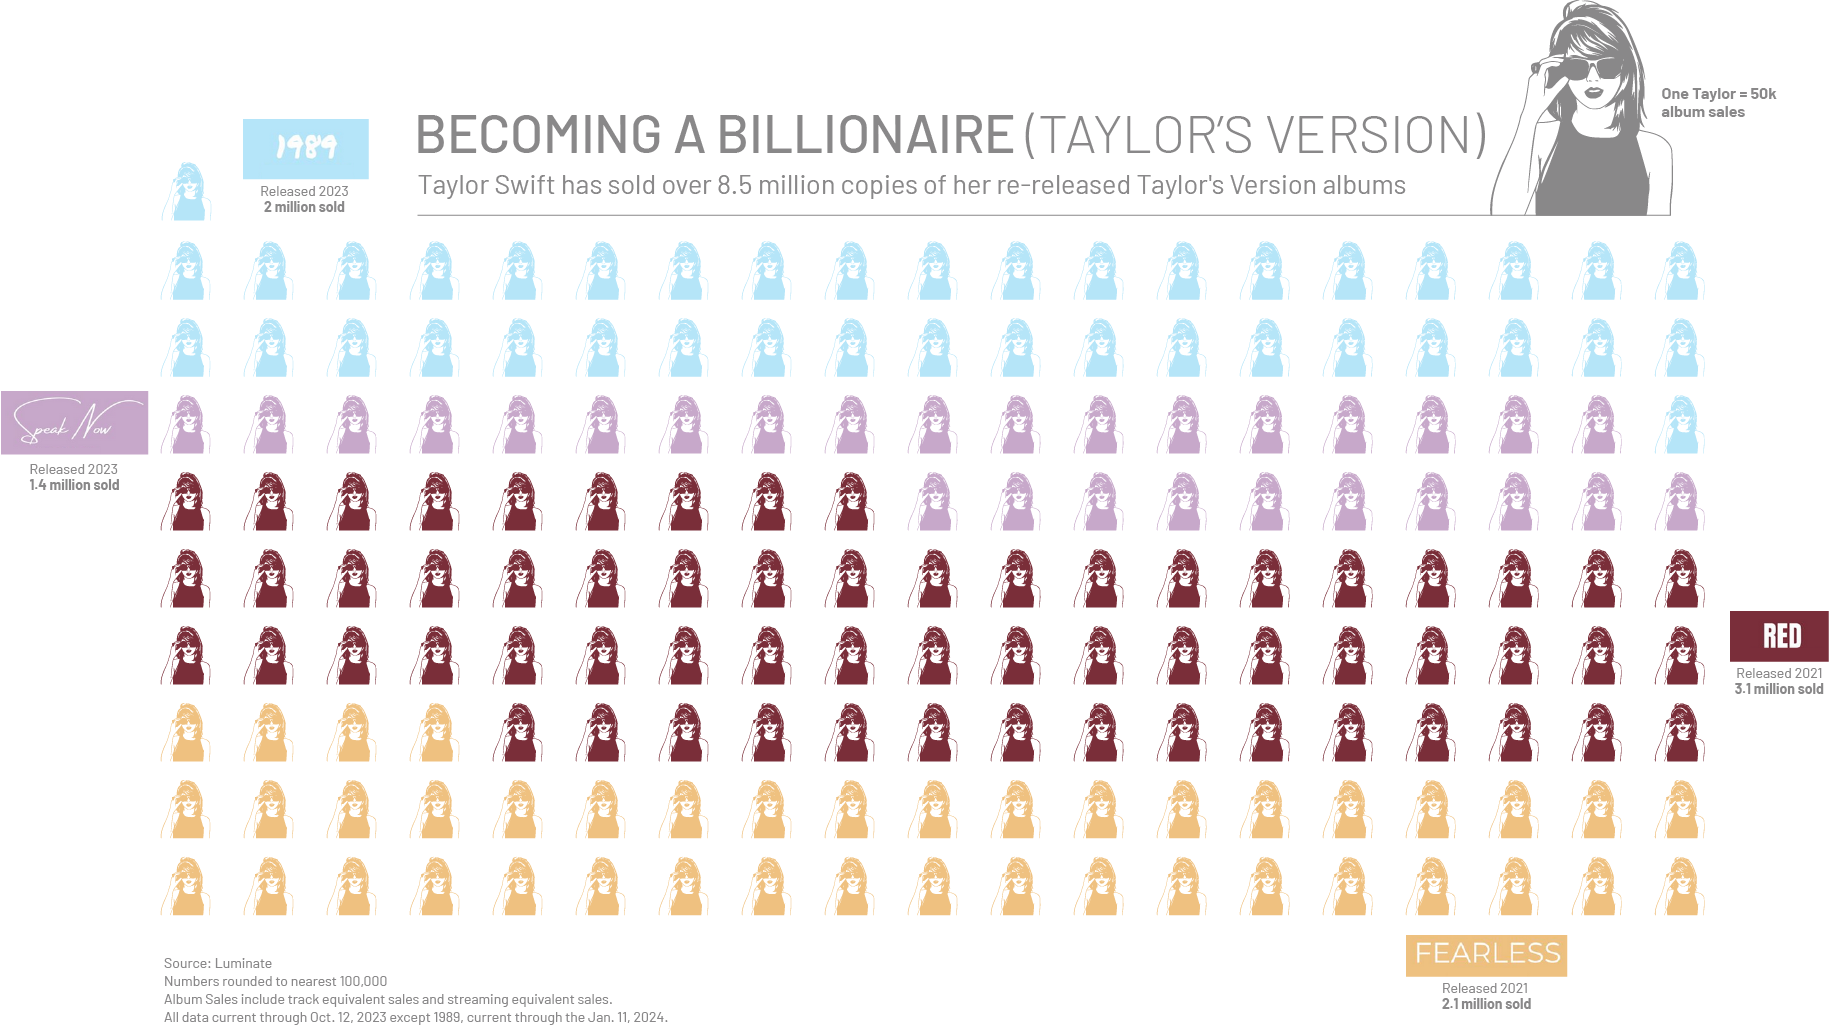 One Taylor = 50k
album sales
BECOMING A BILLIONAIRE (TAYLOR'S VERSION)
Taylor Swift has sold over 8.5 million copies of her re-released Taylor's Version albums
1989
Released 2023
2 million sold
Speak Now
Released 2023
1.4 million sold
RED
Released 2021
3.1 million sold
FEARLESS
Released 2021
2.1 million sold
Source: Luminate
Numbers rounded to nearest 100,000
Album Sales include track equivalent sales and streaming equivalent sales.
All data current through Oct. 12, 2023 except 1989, current through the Jan. 11, 2024.